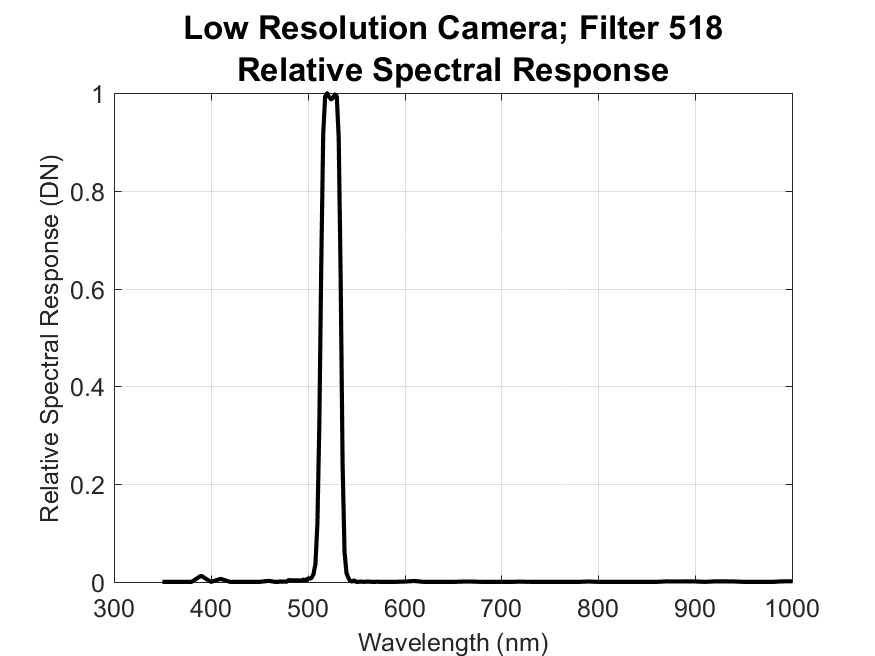 Low Resolution Camera; Filter 518
Relative Spectral Response
1
0.8
0.6
0.4
0.2
0
Relative Spectral Response (DN)
300 400 500 600 700 800 900 1000
Wavelength (nm)